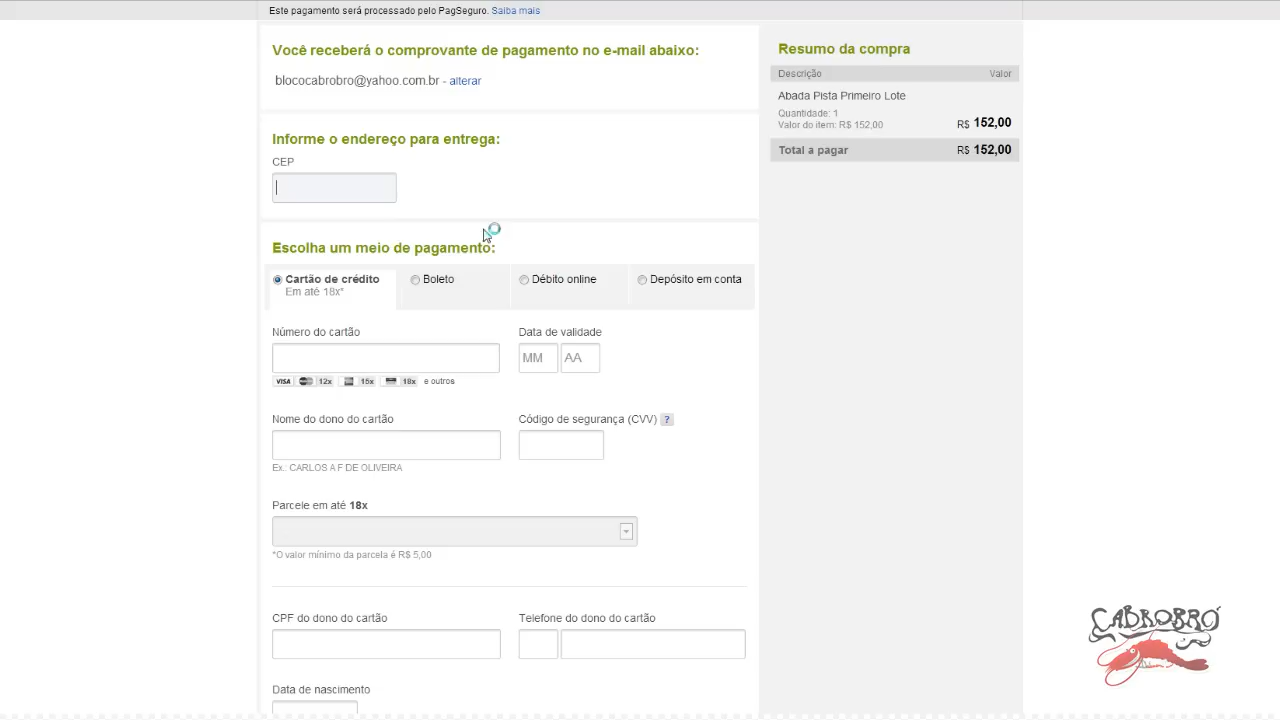 Este pagamento será processado pelo PagSeguro. Saiba mais
Você receberá o comprovante de pagamento no e-mail abaixo:
blococabrobro@yahoo.com.br - alterar
Informe o endereço para entrega:
CEP
Escolha um meio de pagamento:
Cartão de crédito
Em até 18x*
Boleto
Débito online
Depósito em conta
Número do cartão
Data de validade
MM
AA
VISA 12x 15x 18x e outros
Nome do dono do cartão
Código de segurança (CVV) ?
Ex.: CARLOS A F DE OLIVEIRA
Parcele em até 18x
*O valor mínimo da parcela é R$ 5,00
CPF do dono do cartão
Telefone do dono do cartão
Data de nascimento
Resumo da compra
Descrição Valor
Abada Pista Primeiro Lote
Quantidade: 1
Valor do item: R$ 152,00 R$ 152,00
Total a pagar R$ 152,00
CABROBRÓ